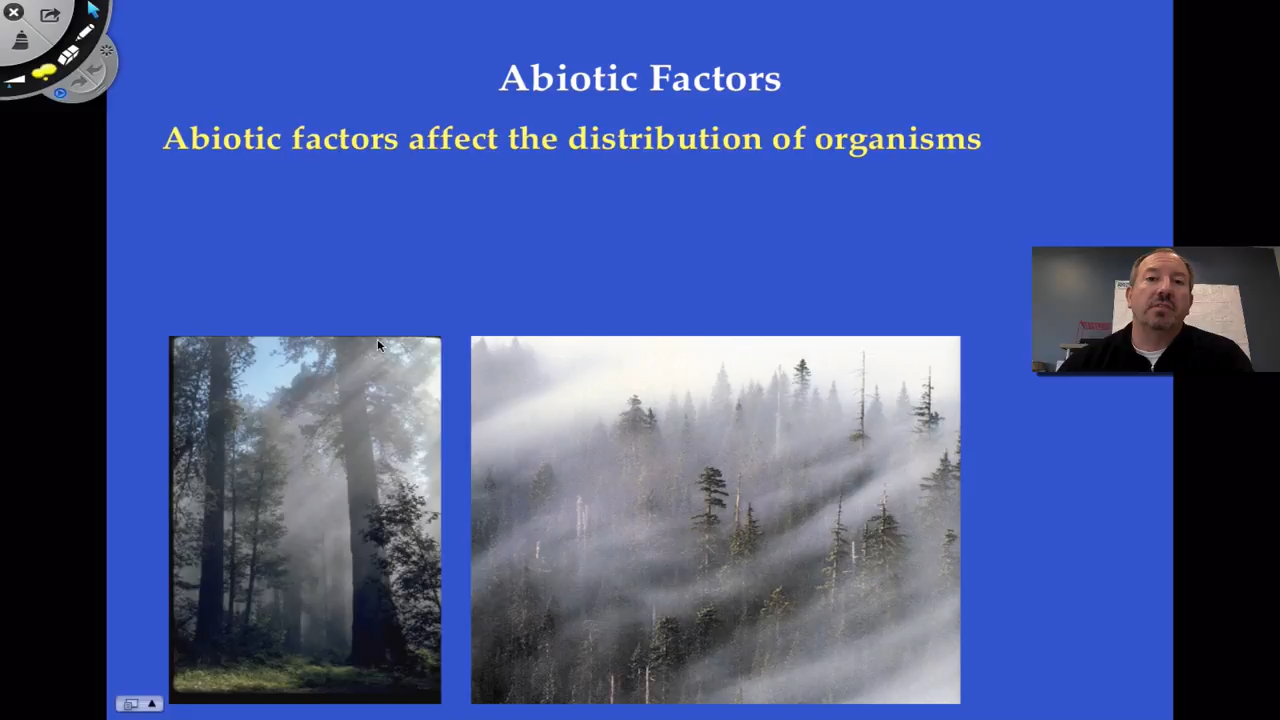 Abiotic Factors
Abiotic factors affect the distribution of organisms